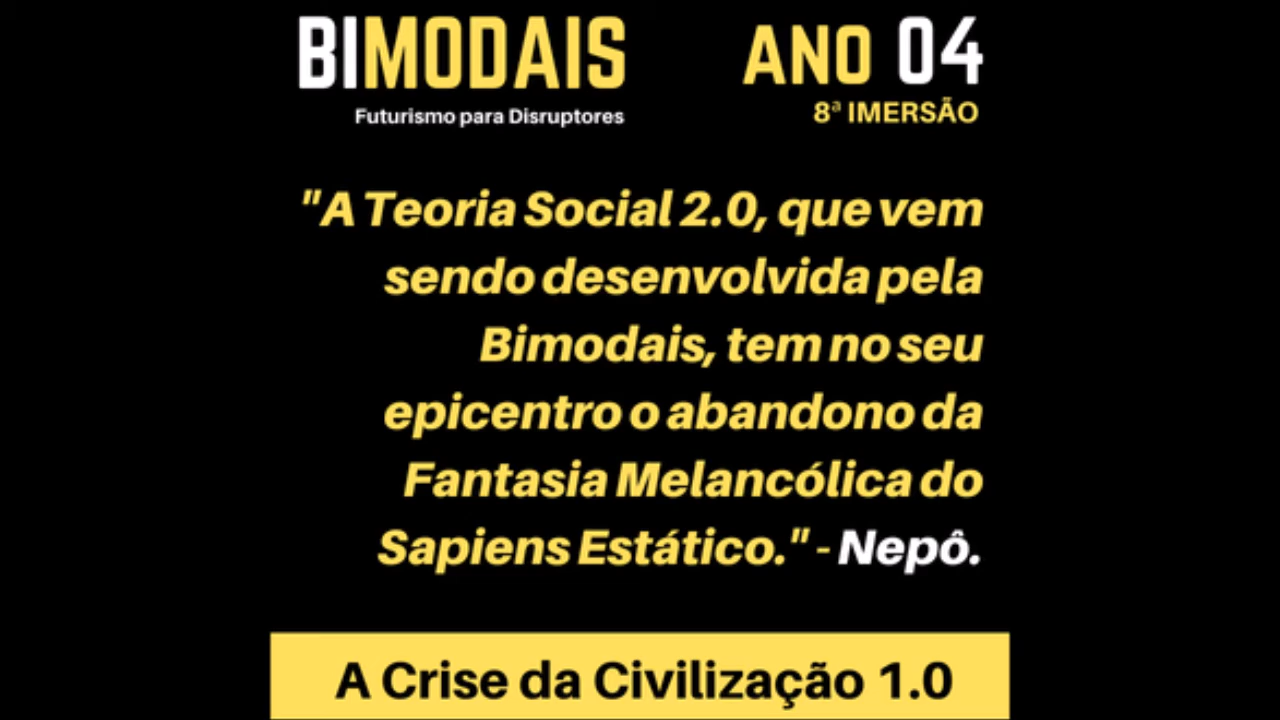 BIMODAIS
Futurismo para Disruptores
ANO 04
8ª IMERSÃO
"A Teoria Social 2.0, que vem
sendo desenvolvida pela
Bimodais, tem no seu
epicentro o abandono da
Fantasia Melancólica do
Sapiens Estático." - Nepô.
A Crise da Civilização 1.0